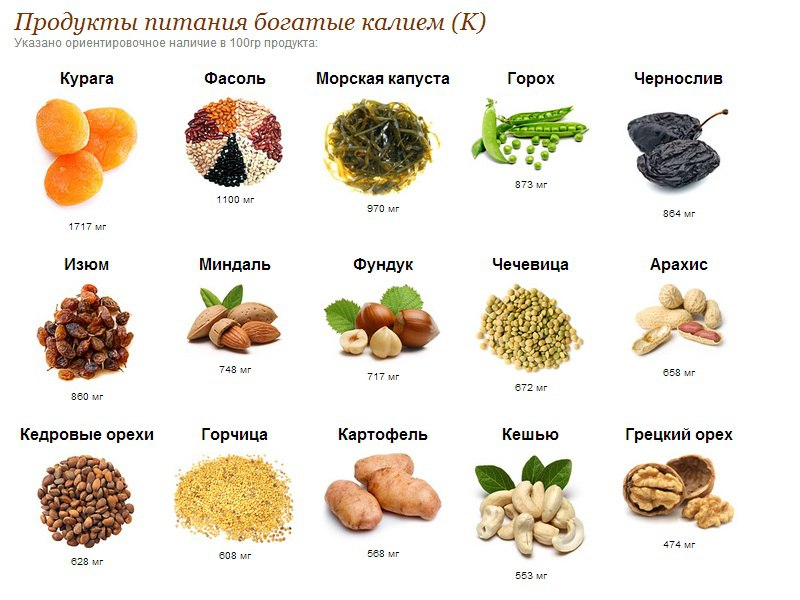 Продукты питания богатые калием (K)
Указано ориентировочное наличие в 100гр продукта:
Курага
Фасоль
Морская капуста
Горох
Чернослив
1717 мг
1100 мг
970 мг
873 мг
864 мг
Изюм
Миндаль
Фундук
Чечевица
Арахис
860 мг
748 мг
717 мг
672 мг
658 мг
Кедровые орехи
Горчица
Картофель
Кешью
Грецкий орех
628 мг
608 мг
568 мг
553 мг
474 мг